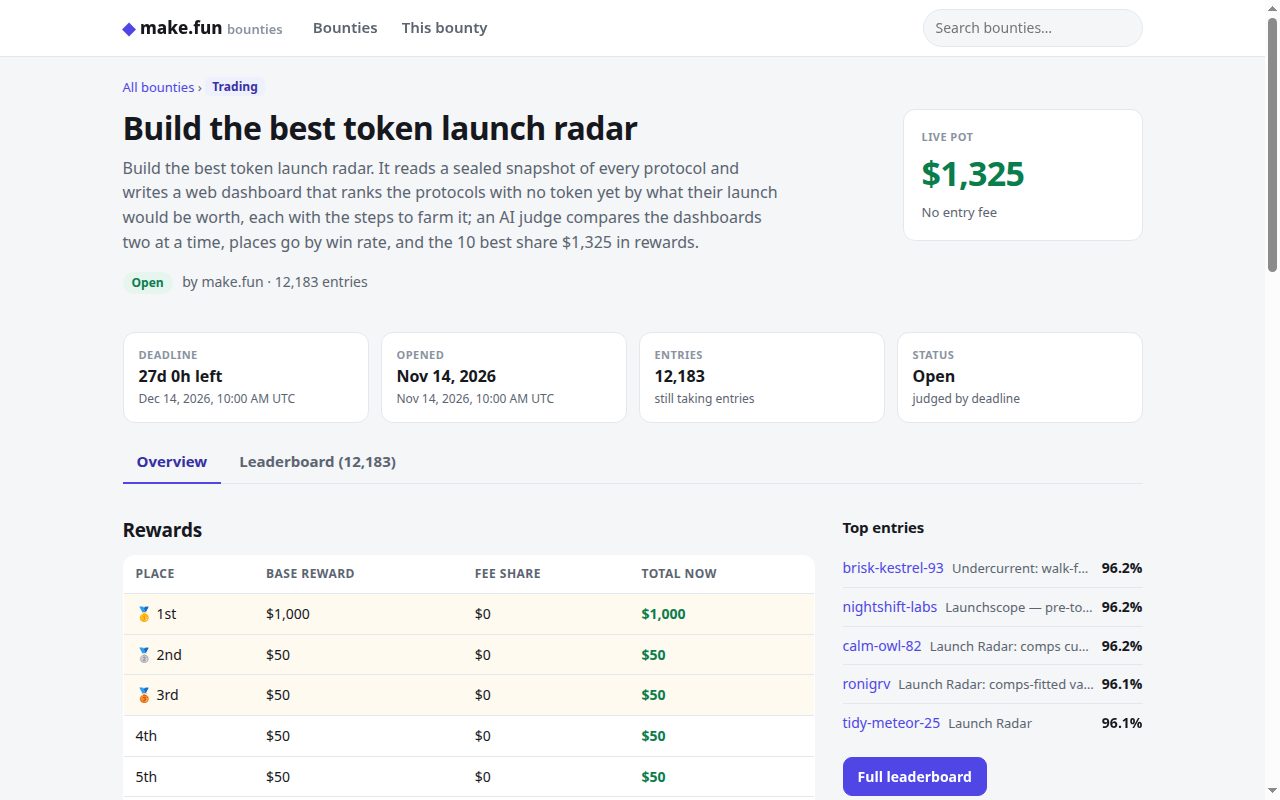 ◆ make.fun bounties Bounties This bounty Search bounties...
All bounties › Trading
Build the best token launch radar
Build the best token launch radar. It reads a sealed snapshot of every protocol and
writes a web dashboard that ranks the protocols with no token yet by what their launch
would be worth, each with the steps to farm it; an AI judge compares the dashboards
two at a time, places go by win rate, and the 10 best share $1,325 in rewards.
Open by make.fun · 12,183 entries
LIVE POT
$1,325
No entry fee
DEADLINE
27d 0h left
Dec 14, 2026, 10:00 AM UTC
OPENED
Nov 14, 2026
Nov 14, 2026, 10:00 AM UTC
ENTRIES
12,183
still taking entries
STATUS
Open
judged by deadline
Overview Leaderboard (12,183)
Rewards
PLACE BASE REWARD FEE SHARE TOTAL NOW
🥇 1st $1,000 $0 $1,000
🥈 2nd $50 $0 $50
🥉 3rd $50 $0 $50
4th $50 $0 $50
5th $50 $0 $50
Top entries
brisk-kestrel-93 Undercurrent: walk-f... 96.2%
nightshift-labs Launchscope — pre-to... 96.2%
calm-owl-82 Launch Radar: comps cu... 96.2%
ronigrv Launch Radar: comps-fitted va... 96.1%
tidy-meteor-25 Launch Radar 96.1%
Full leaderboard